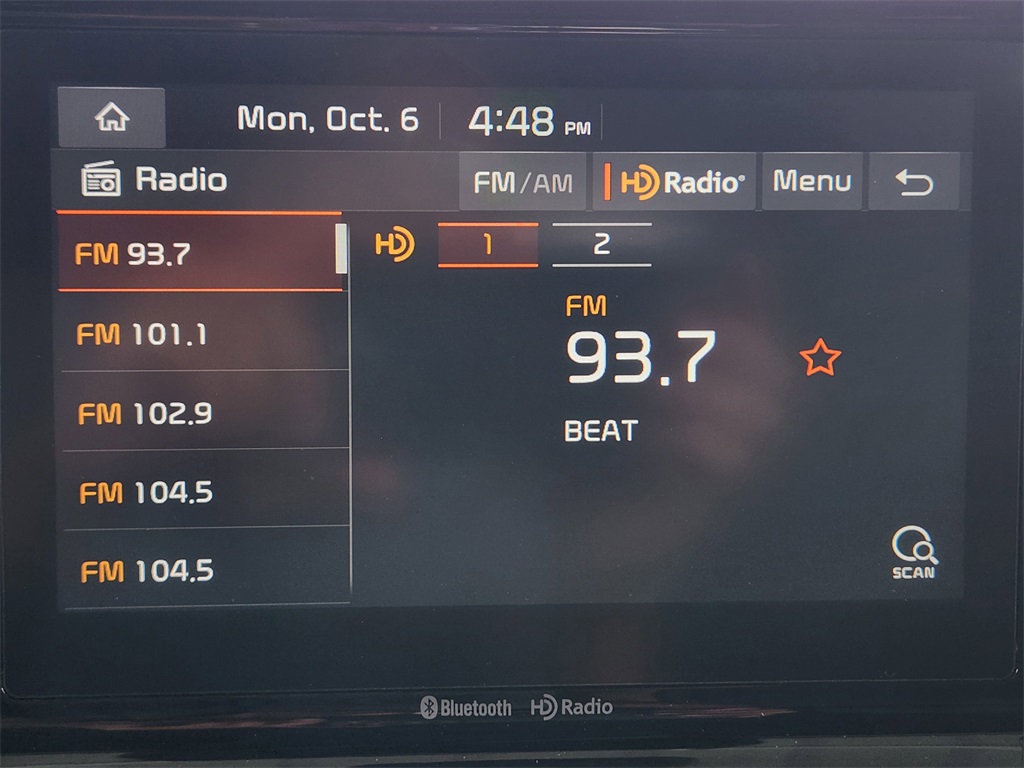 Mon, Oct. 6 4:48 PM
Radio FM/AM HD Radio® Menu
FM 93.7
FM 101.1
FM 102.9
FM 104.5
FM 104.5
HD 1 2
FM
93.7
BEAT
SCAN
Bluetooth HD Radio